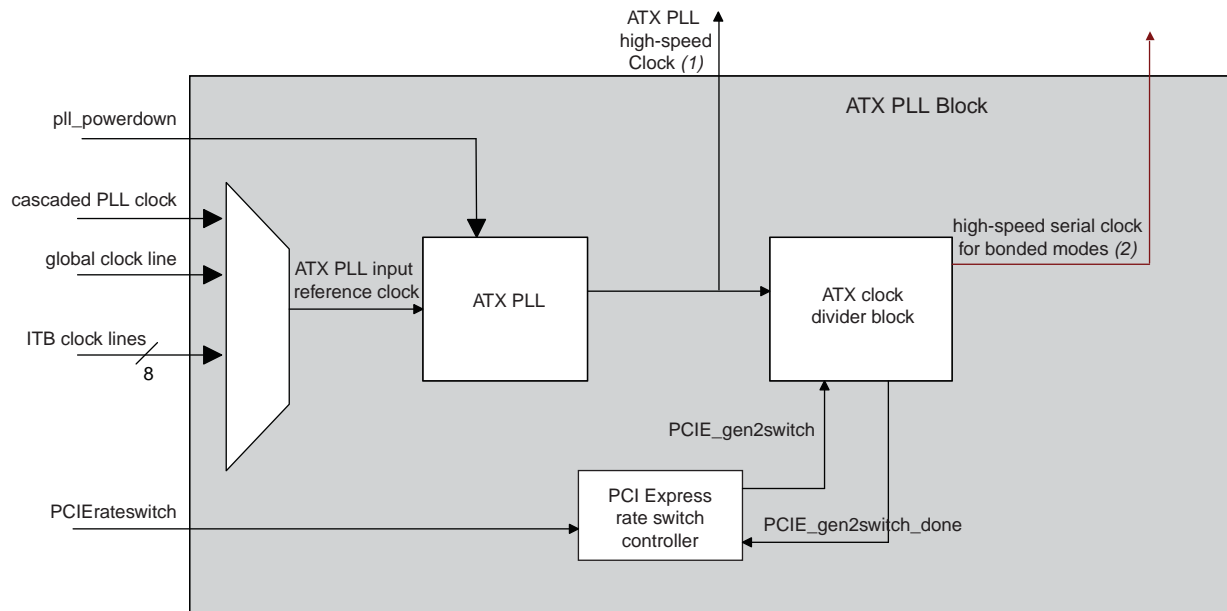 ATX PLL
high-speed
Clock (1)
ATX PLL Block
pll_powerdown
cascaded PLL clock
global clock line
ITB clock lines
8
ATX PLL input
reference clock
ATX PLL
ATX clock
divider block
high-speed serial clock
for bonded modes (2)
PCIE_gen2switch
PCIErateswitch
PCI Express
rate switch
controller
PCIE_gen2switch_done